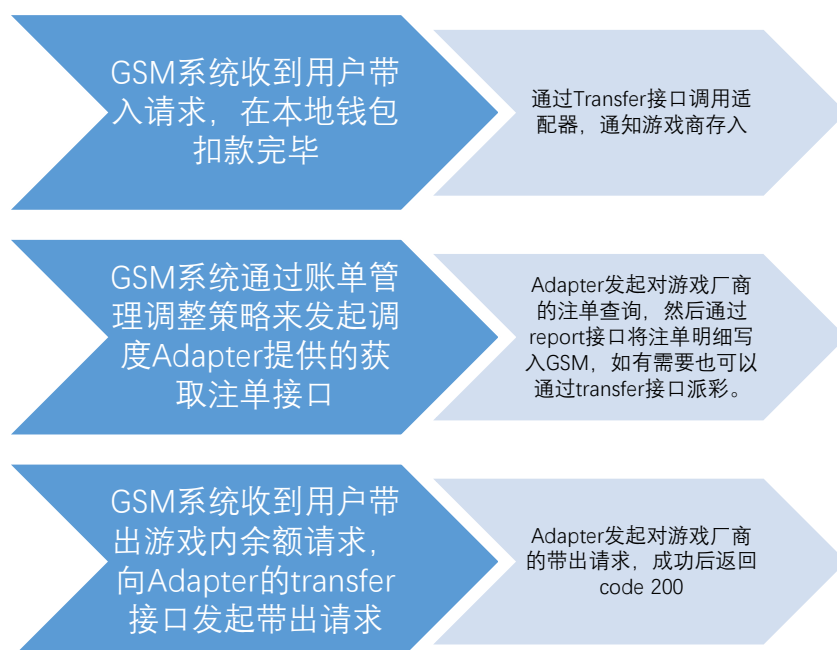 GSM系统收到用户带
入请求，在本地钱包
扣款完毕
通过Transfer接口调用适
配器，通知游戏商存入
GSM系统通过账单管
理调整策略来发起调
度Adapter提供的获
取注单接口
Adapter发起对游戏厂商
的注单查询，然后通过
report接口将注单明细写
入GSM，如有需要也可以
通过transfer接口派彩。
GSM系统收到用户带
出游戏内余额请求，
向Adapter的transfer
接口发起带出请求
Adapter发起对游戏厂商
的带出请求，成功后返回
code 200